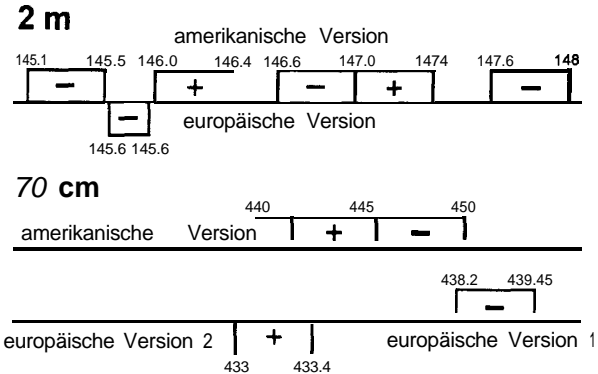 2 m
amerikanische Version
145.1 145.5 146.0 146.4 146.6 147.0 1474 147.6 148
− + − + −
−
europäische Version
145.6 145.6
70 cm
440 445 450
amerikanische Version + −
438.2 439.45
−
europäische Version 2 + europäische Version 1
433 433.4